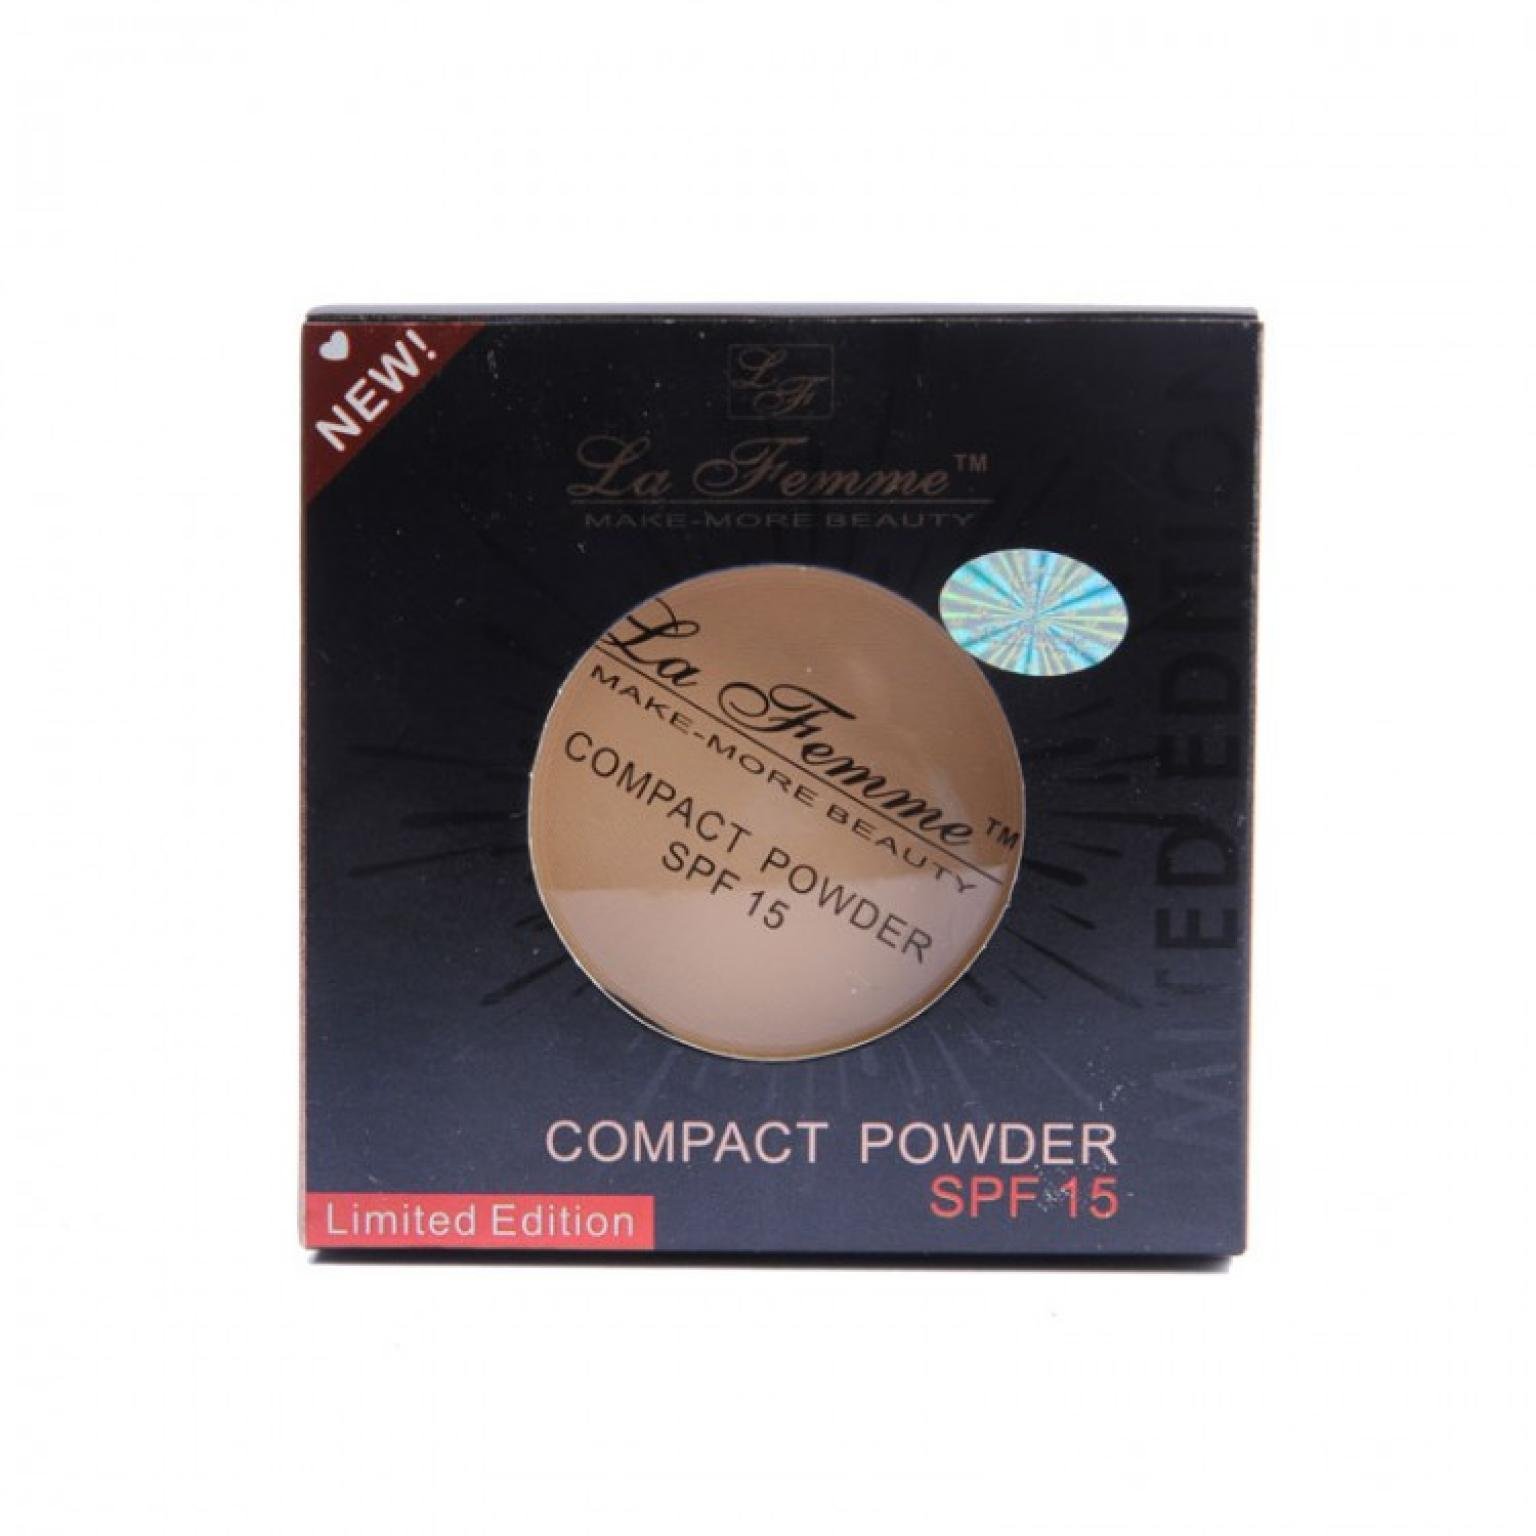 NEW!
L
F
La Femme™
MAKE-MORE BEAUTY
La Femme™
MAKE-MORE BEAUTY
COMPACT POWDER
SPF 15
COMPACT POWDER
SPF 15
Limited Edition
EDITION